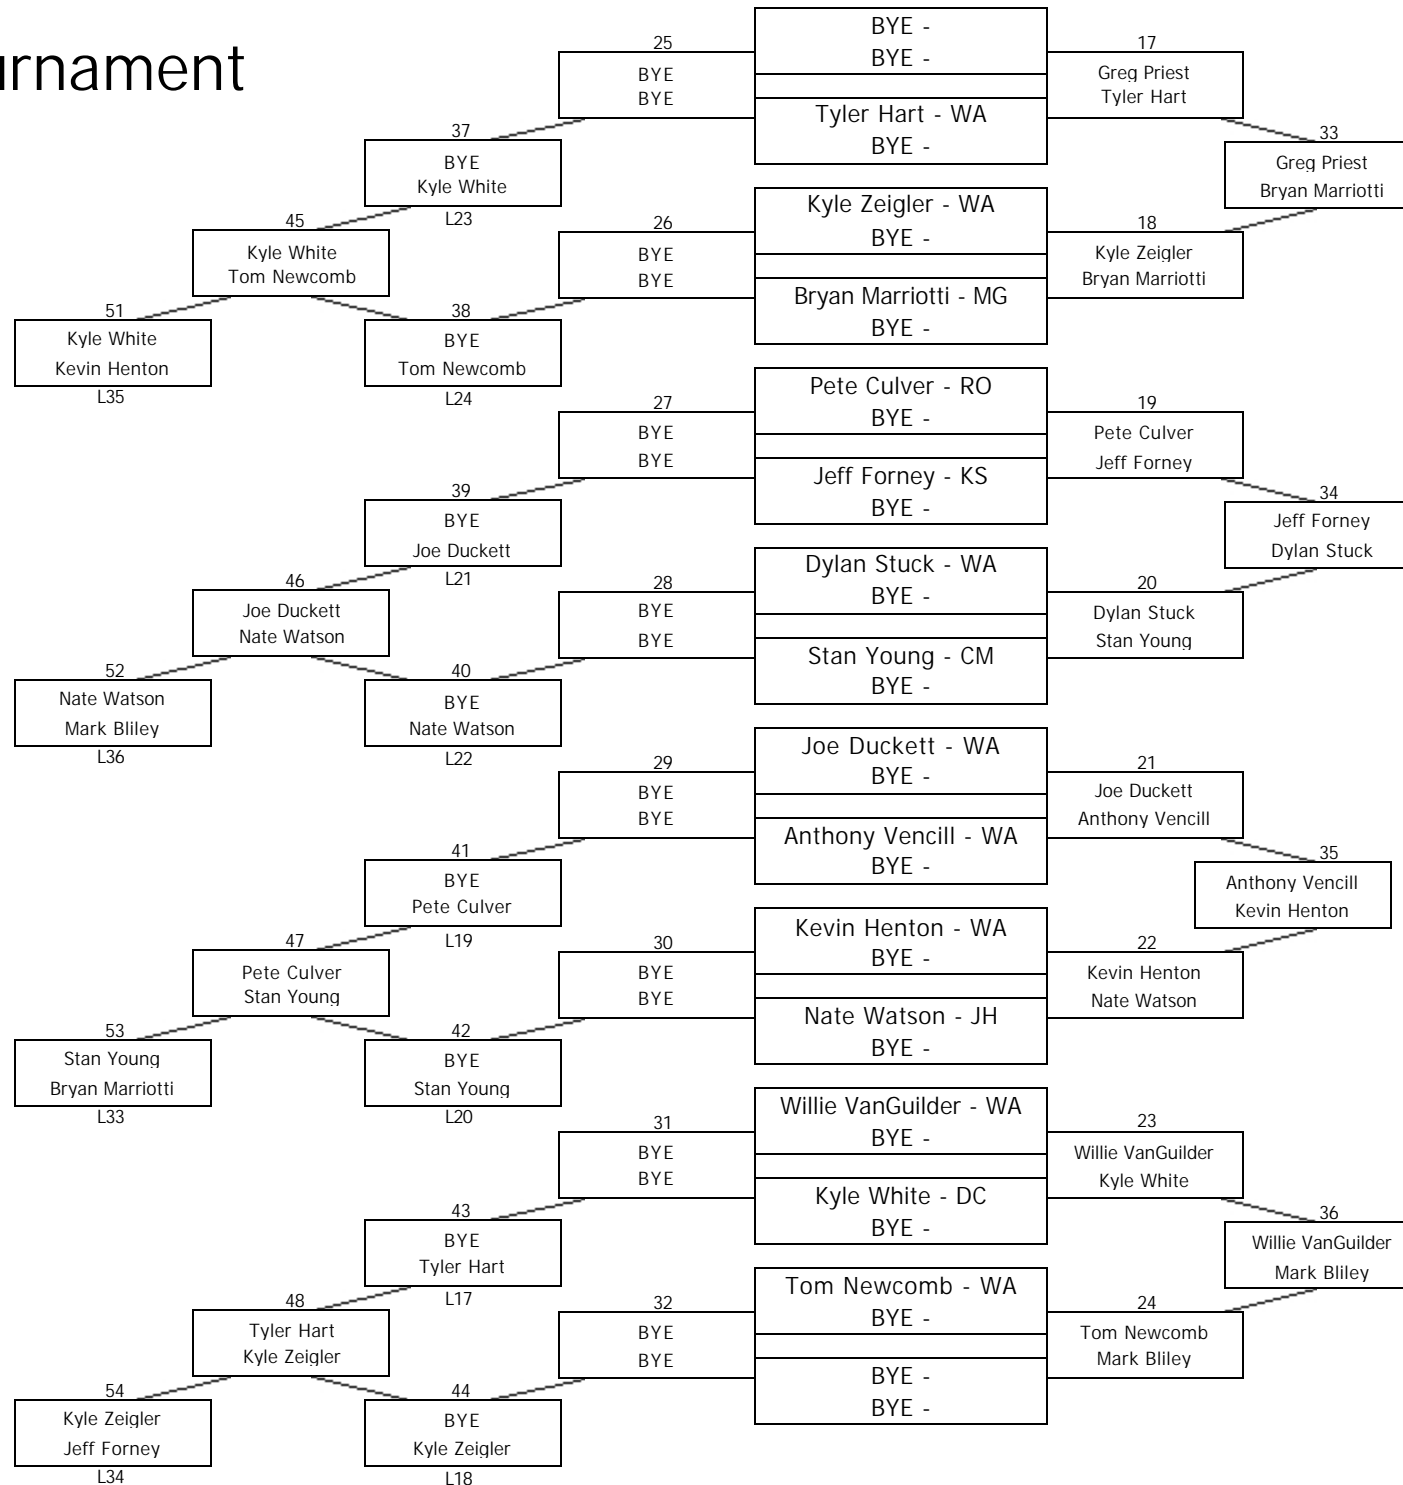 urnament
25
BYE
BYE
BYE -
BYE -
Tyler Hart - WA
BYE -
17
Greg Priest
Tyler Hart
37
BYE
Kyle White
L23
33
Greg Priest
Bryan Marriotti
45
Kyle White
Tom Newcomb
26
BYE
BYE
Kyle Zeigler - WA
BYE -
Bryan Marriotti - MG
BYE -
18
Kyle Zeigler
Bryan Marriotti
51
Kyle White
Kevin Henton
L35
38
BYE
Tom Newcomb
L24
27
BYE
BYE
Pete Culver - RO
BYE -
Jeff Forney - KS
BYE -
19
Pete Culver
Jeff Forney
39
BYE
Joe Duckett
L21
34
Jeff Forney
Dylan Stuck
46
Joe Duckett
Nate Watson
28
BYE
BYE
Dylan Stuck - WA
BYE -
Stan Young - CM
BYE -
20
Dylan Stuck
Stan Young
52
Nate Watson
Mark Bliley
L36
40
BYE
Nate Watson
L22
29
BYE
BYE
Joe Duckett - WA
BYE -
Anthony Vencill - WA
BYE -
21
Joe Duckett
Anthony Vencill
41
BYE
Pete Culver
L19
35
Anthony Vencill
Kevin Henton
47
Pete Culver
Stan Young
30
BYE
BYE
Kevin Henton - WA
BYE -
Nate Watson - JH
BYE -
22
Kevin Henton
Nate Watson
53
Stan Young
Bryan Marriotti
L33
42
BYE
Stan Young
L20
31
BYE
BYE
Willie VanGuilder - WA
BYE -
Kyle White - DC
BYE -
23
Willie VanGuilder
Kyle White
43
BYE
Tyler Hart
L17
36
Willie VanGuilder
Mark Bliley
48
Tyler Hart
Kyle Zeigler
32
BYE
BYE
Tom Newcomb - WA
BYE -
BYE -
BYE -
24
Tom Newcomb
Mark Bliley
54
Kyle Zeigler
Jeff Forney
L34
44
BYE
Kyle Zeigler
L18